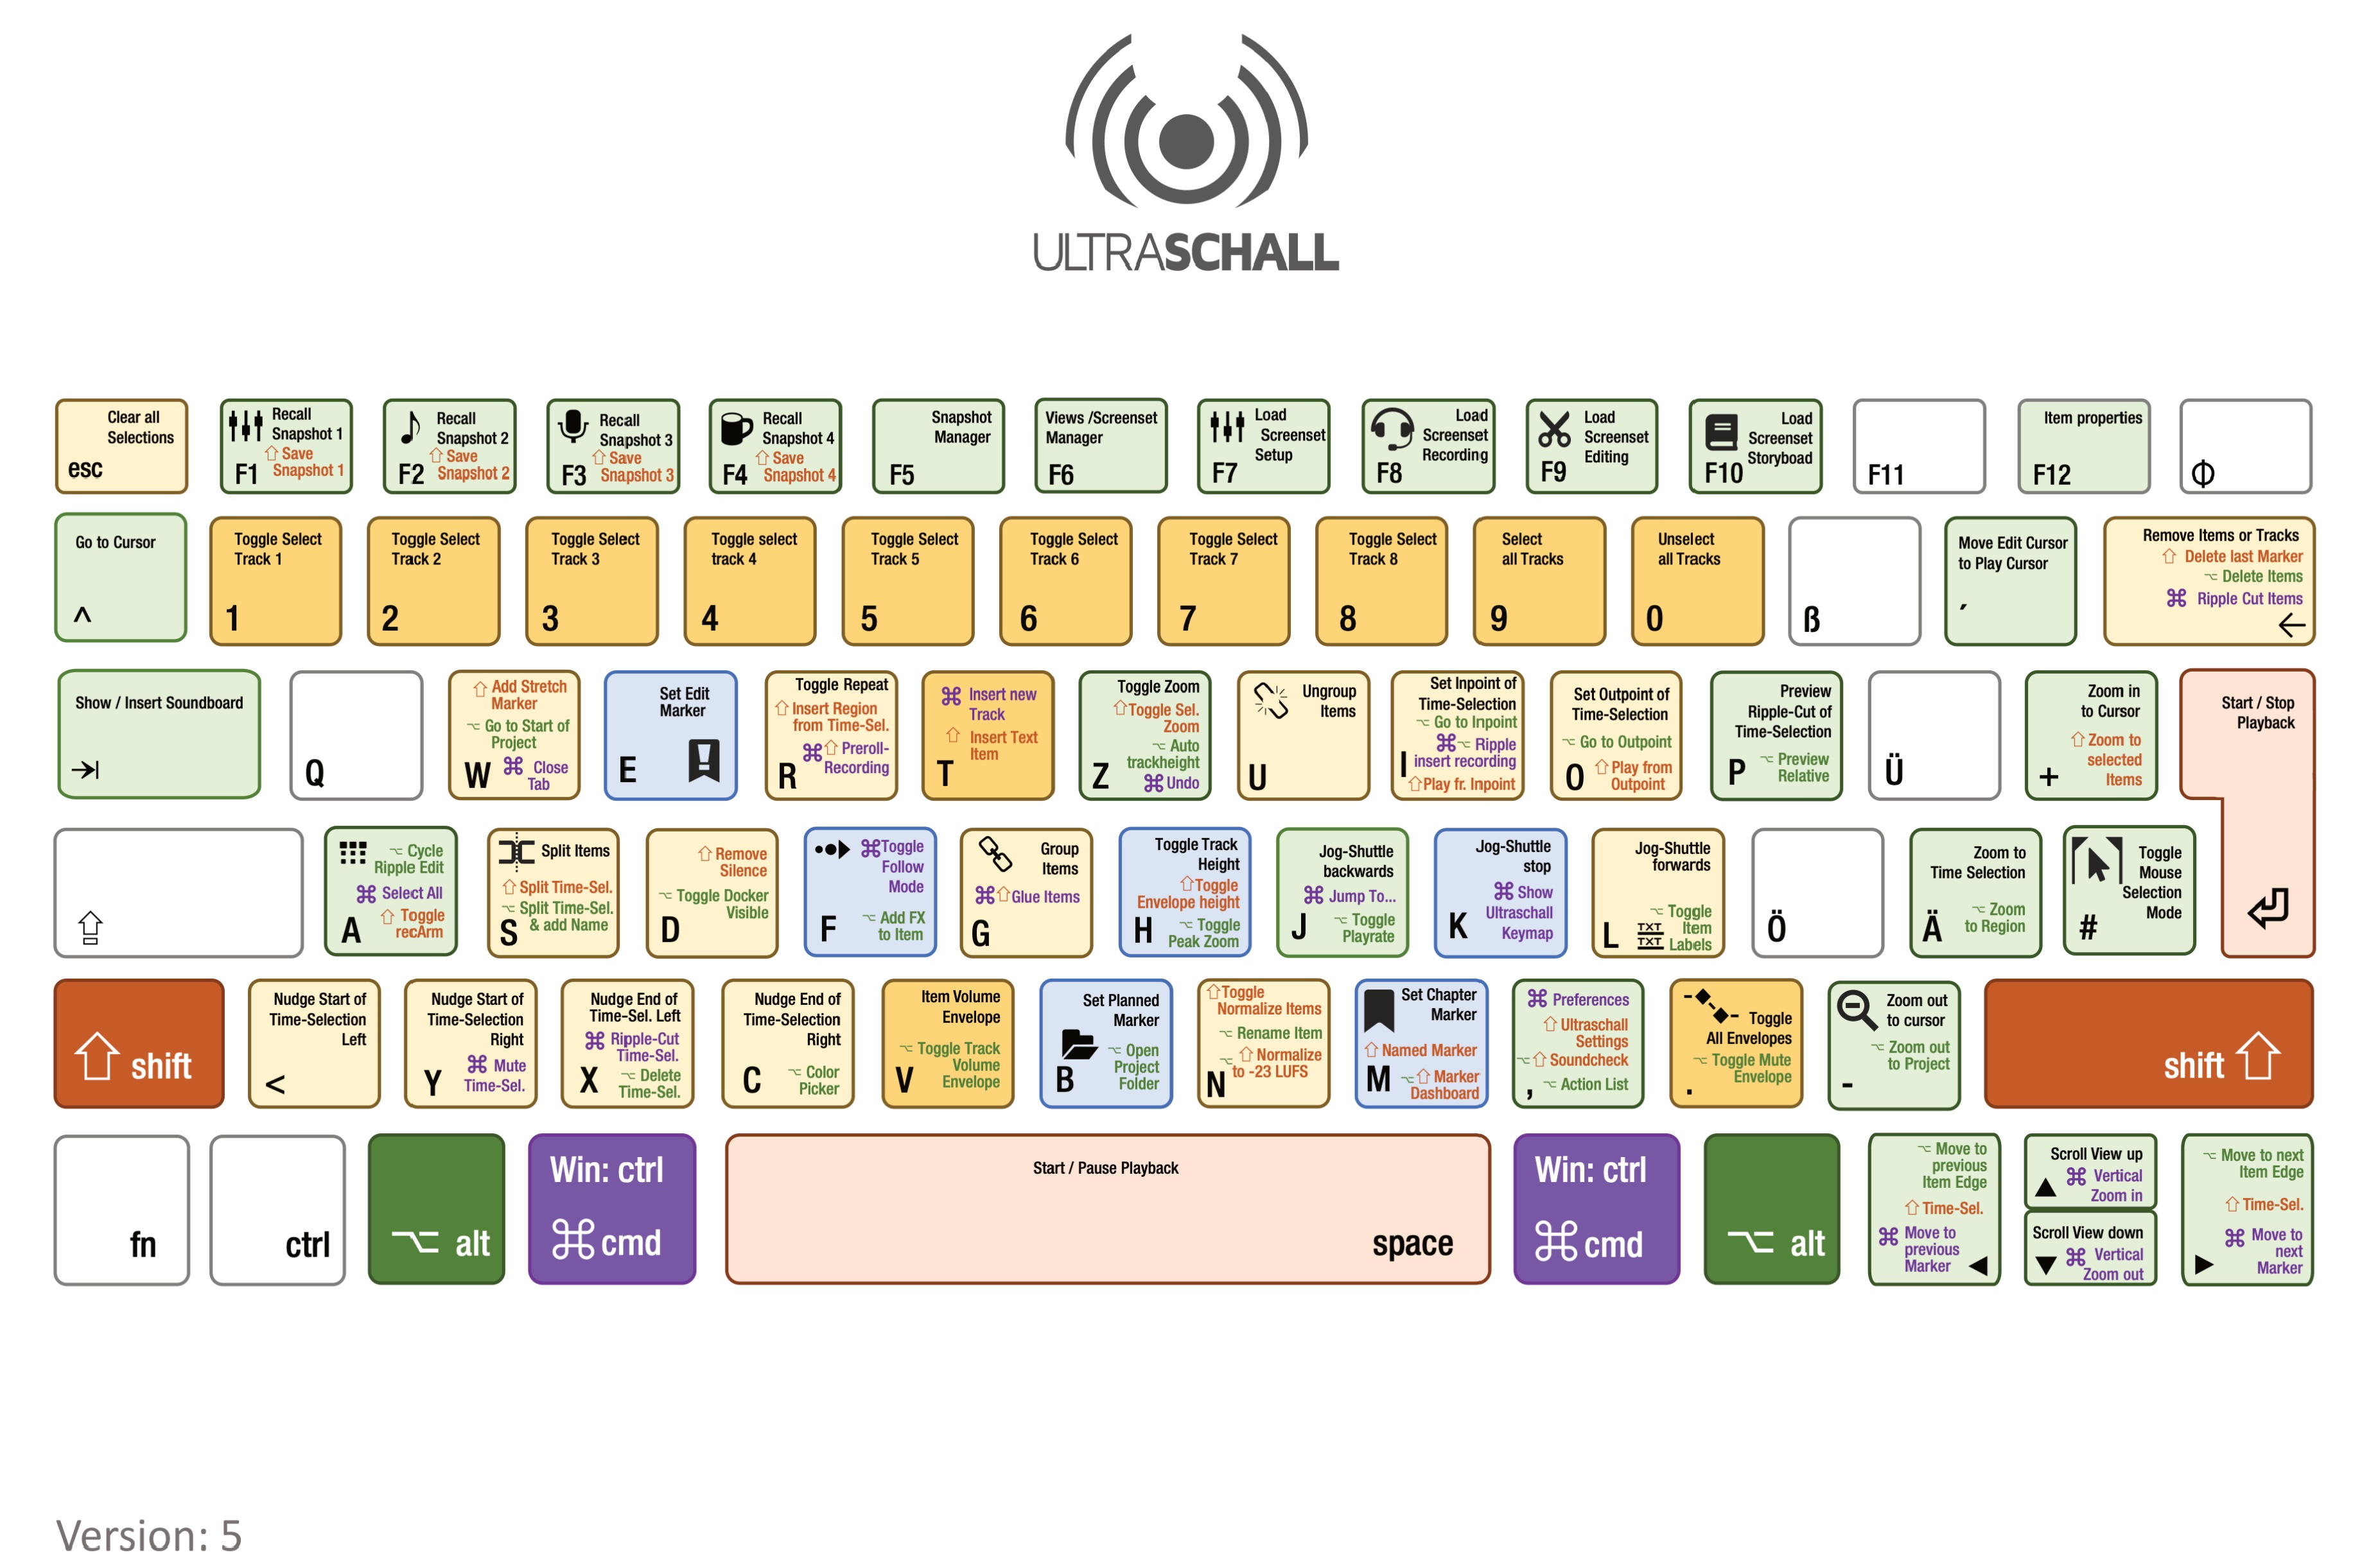 ULTRASCHALL
Clear all
Selections
esc
Recall
Snapshot 1
⇧ Save
Snapshot 1
F1
Recall
Snapshot 2
⇧ Save
Snapshot 2
F2
Recall
Snapshot 3
⇧ Save
Snapshot 3
F3
Recall
Snapshot 4
⇧ Save
Snapshot 4
F4
Snapshot
Manager
F5
Views /Screenset
Manager
F6
Load
Screenset
Setup
F7
Load
Screenset
Recording
F8
Load
Screenset
Editing
F9
Load
Screenset
Storyboad
F10
F11
Item properties
F12
Go to Cursor
^
Toggle Select
Track 1
1
Toggle Select
Track 2
2
Toggle Select
Track 3
3
Toggle select
track 4
4
Toggle Select
Track 5
5
Toggle Select
Track 6
6
Toggle Select
Track 7
7
Toggle Select
Track 8
8
Select
all Tracks
9
Unselect
all Tracks
0
ß
Move Edit Cursor
to Play Cursor
´
Remove Items or Tracks
⇧ Delete last Marker
⌥ Delete Items
⌘ Ripple Cut Items
←
Show / Insert Soundboard
Q
⇧ Add Stretch
Marker
⌥ Go to Start of
Project
⌘ Close
Tab
W
Set Edit
Marker
E
Toggle Repeat
⇧ Insert Region
from Time-Sel.
⌘⇧ Preroll-
Recording
R
⌘ Insert new
Track
⇧ Insert Text
Item
T
Toggle Zoom
⇧Toggle Sel.
Zoom
⌥ Auto
trackheight
⌘ Undo
Z
Ungroup
Items
U
Set Inpoint of
Time-Selection
⌥ Go to Inpoint
⌘⌥ Ripple
insert recording
⇧Play fr. Inpoint
I
Set Outpoint of
Time-Selection
⌥ Go to Outpoint
⇧ Play from
Outpoint
O
Preview
Ripple-Cut of
Time-Selection
⌥ Preview
Relative
P
Ü
Zoom in
to Cursor
⇧ Zoom to
selected
Items
+
Start / Stop
Playback
⌥ Cycle
Ripple Edit
⌘ Select All
⇧ Toggle
recArm
A
Split Items
⇧ Split Time-Sel.
⌥ Split Time-Sel.
& add Name
S
⇧ Remove
Silence
⌥ Toggle Docker
Visible
D
⌘Toggle
Follow
Mode
⌥ Add FX
to Item
F
Group
Items
⌘⇧Glue Items
G
Toggle Track
Height
⇧Toggle
Envelope height
⌥ Toggle
Peak Zoom
H
Jog-Shuttle
backwards
⌘ Jump To...
⌥ Toggle
Playrate
J
Jog-Shuttle
stop
⌘ Show
Ultraschall
Keymap
K
Jog-Shuttle
forwards
⌥ Toggle
Item
Labels
TXT
TXT
L
Ö
Zoom to
Time Selection
⌥ Zoom
to Region
Ä
Toggle
Mouse
Selection
Mode
#
⇧ shift
Nudge Start of
Time-Selection
Left
<
Nudge Start of
Time-Selection
Right
⌘ Mute
Time-Sel.
Y
Nudge End of
Time-Sel. Left
⌘ Ripple-Cut
Time-Sel.
⌥ Delete
Time-Sel.
X
Nudge End of
Time-Selection
Right
⌥ Color
Picker
C
Item Volume
Envelope
⌥ Toggle Track
Volume
Envelope
V
Set Planned
Marker
⌥ Open
Project
Folder
B
⇧Toggle
Normalize Items
⌥ Rename Item
⌥⇧ Normalize
to -23 LUFS
N
Set Chapter
Marker
⇧ Named Marker
⌥⇧ Marker
Dashboard
M
⌘ Preferences
⇧ Ultraschall
Settings
⌥⇧ Soundcheck
⌥ Action List
,
Toggle
All Envelopes
⌥ Toggle Mute
Envelope
.
Zoom out
to cursor
⌥ Zoom out
to Project
-
shift ⇧
fn
ctrl
⌥ alt
Win: ctrl
⌘ cmd
Start / Pause Playback
space
Win: ctrl
⌘ cmd
⌥ alt
⌥ Move to
previous
Item Edge
⇧ Time-Sel.
⌘ Move to
previous
Marker
◀
Scroll View up
⌘ Vertical
Zoom in
▲
Scroll View down
⌘ Vertical
Zoom out
▼
⌥ Move to next
Item Edge
⇧ Time-Sel.
⌘ Move to
next
Marker
▶
Version: 5